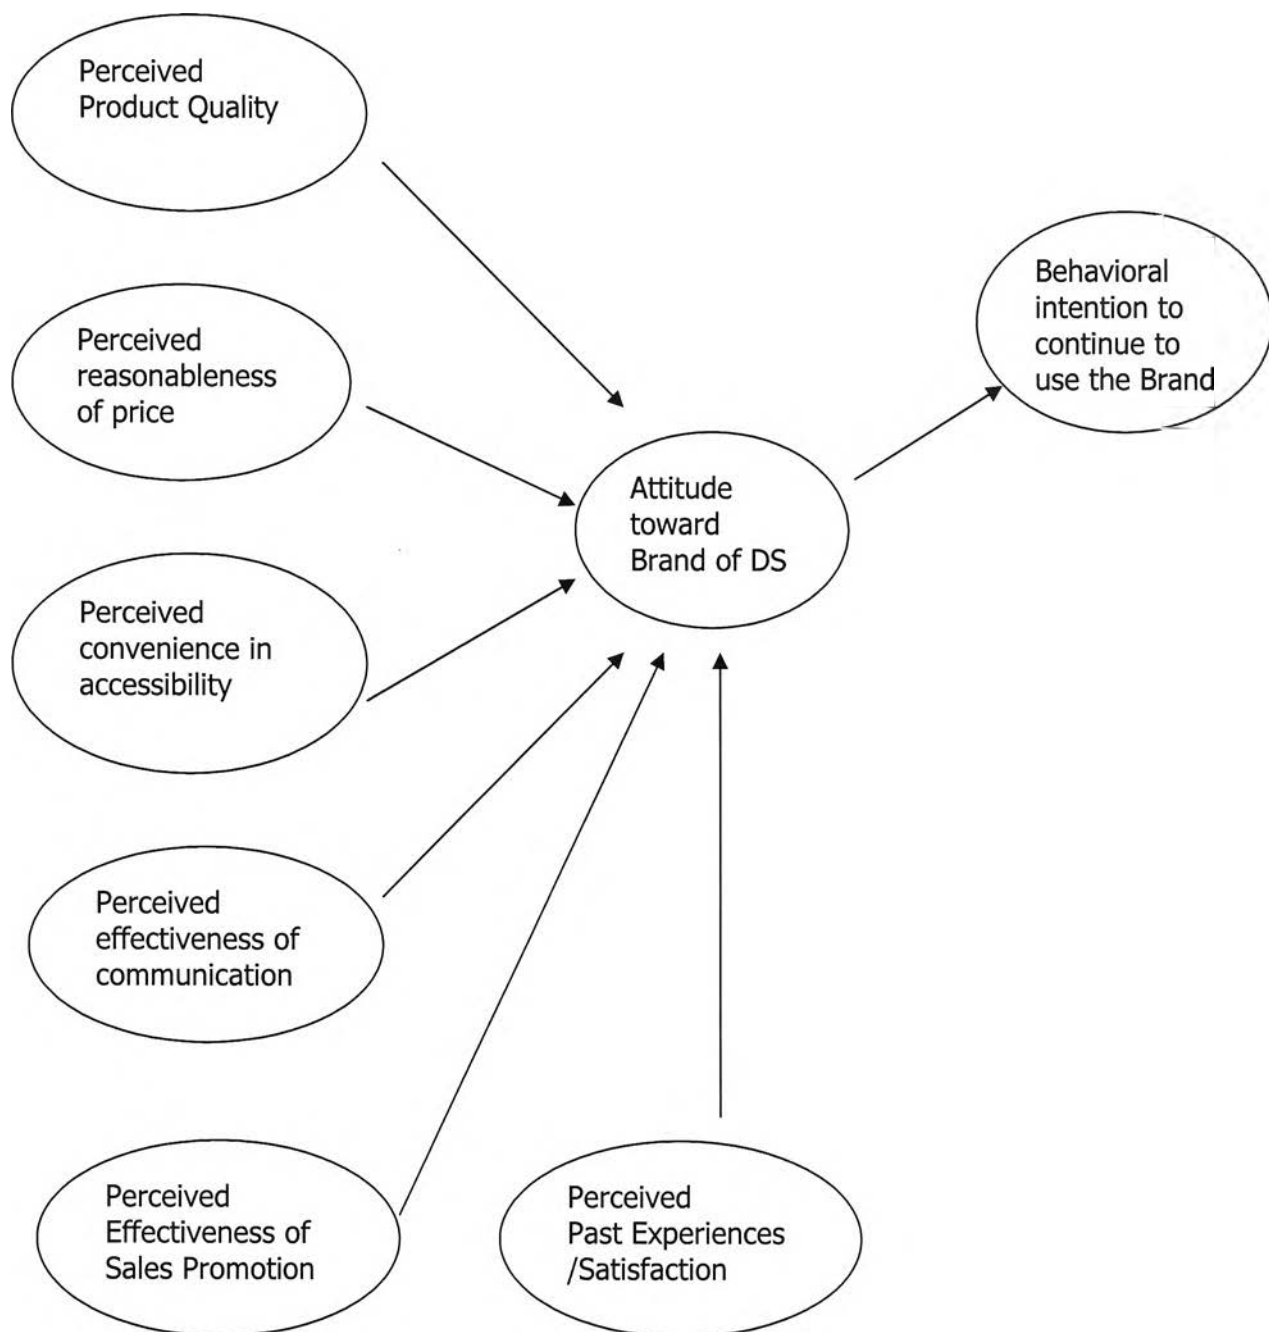 Perceived
Product Quality
Perceived
reasonableness
of price
Perceived
convenience in
accessibility
Perceived
effectiveness of
communication
Perceived
Effectiveness of
Sales Promotion
Perceived
Past Experiences
/Satisfaction
Attitude
toward
Brand of DS
Behavioral
intention to
continue to
use the Brand